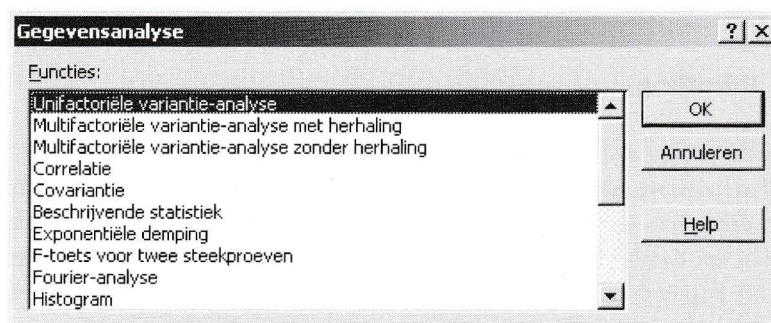 Gegevensanalyse
Functies:
Unifactoriële variantie-analyse
Multifactoriële variantie-analyse met herhaling
Multifactoriële variantie-analyse zonder herhaling
Correlatie
Covariantie
Beschrijvende statistiek
Exponentiële demping
F-toets voor twee steekproeven
Fourier-analyse
Histogram
OK
Annuleren
Help